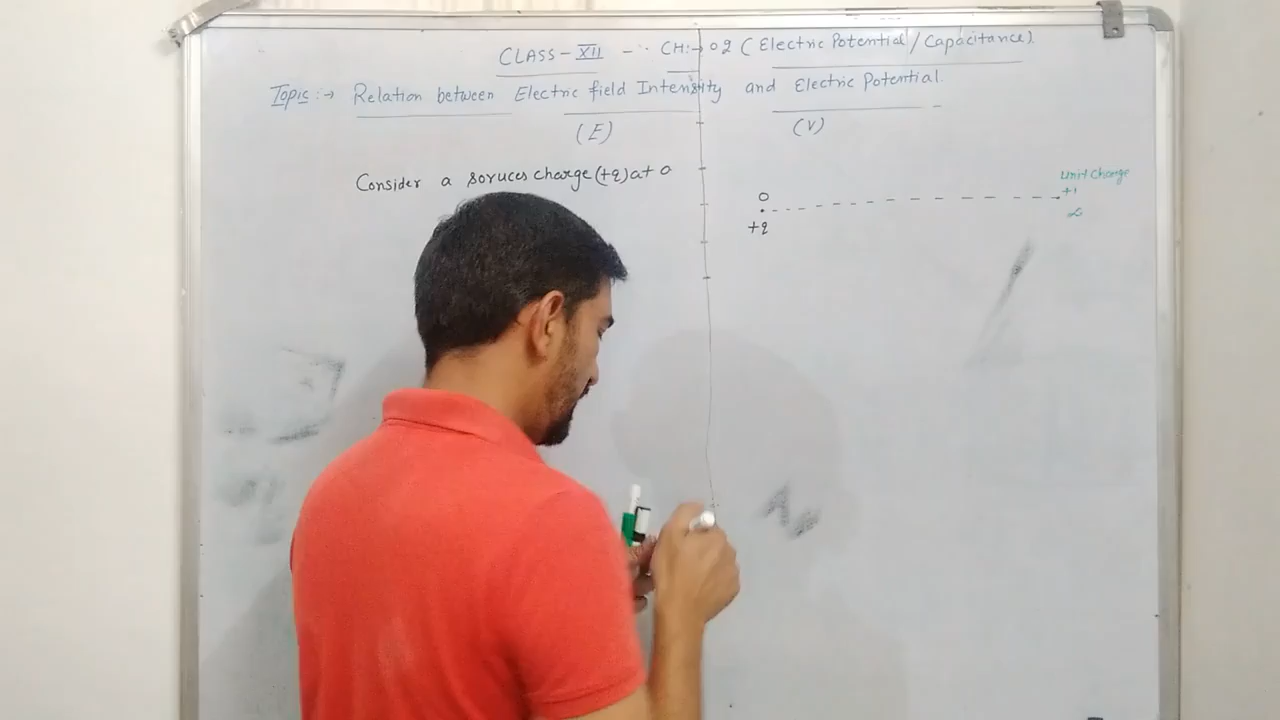 CLASS-XII - CH:→02 (Electric Potential/Capacitance).
Topic:→ Relation between Electric field Intensity and Electric Potential.
(E) (V)
Consider a soruces charge (+q) at O
Unit Charge
+1
∞
O
+q